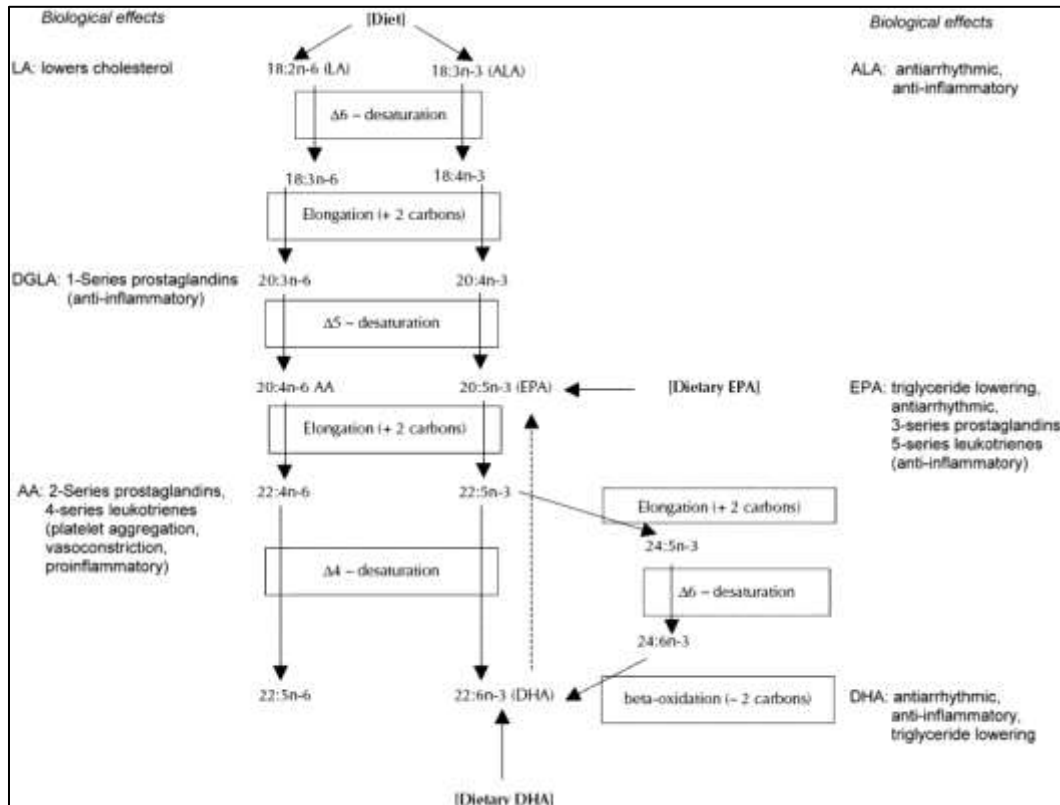 Biological effects
[Diet]
Biological effects
LA: lowers cholesterol
18:2n-6 (LA)
18:3n-3 (ALA)
ALA: antiarrhythmic,
anti-inflammatory
Δ6 – desaturation
18:3n-6
18:4n-3
Elongation (+ 2 carbons)
DGLA: 1-Series prostaglandins
(anti-inflammatory)
20:3n-6
20:4n-3
Δ5 – desaturation
20:4n-6 AA
20:5n-3 (EPA)
[Dietary EPA]
EPA: triglyceride lowering,
antiarrhythmic,
3-series prostaglandins
5-series leukotrienes
(anti-inflammatory)
Elongation (+ 2 carbons)
AA: 2-Series prostaglandins,
4-series leukotrienes
(platelet aggregation,
vasoconstriction,
proinflammatory)
22:4n-6
22:5n-3
Elongation (+ 2 carbons)
24:5n-3
Δ4 – desaturation
Δ6 – desaturation
24:6n-3
22:5n-6
22:6n-3 (DHA)
beta-oxidation (– 2 carbons)
DHA: antiarrhythmic,
anti-inflammatory,
triglyceride lowering
[Dietary DHA]